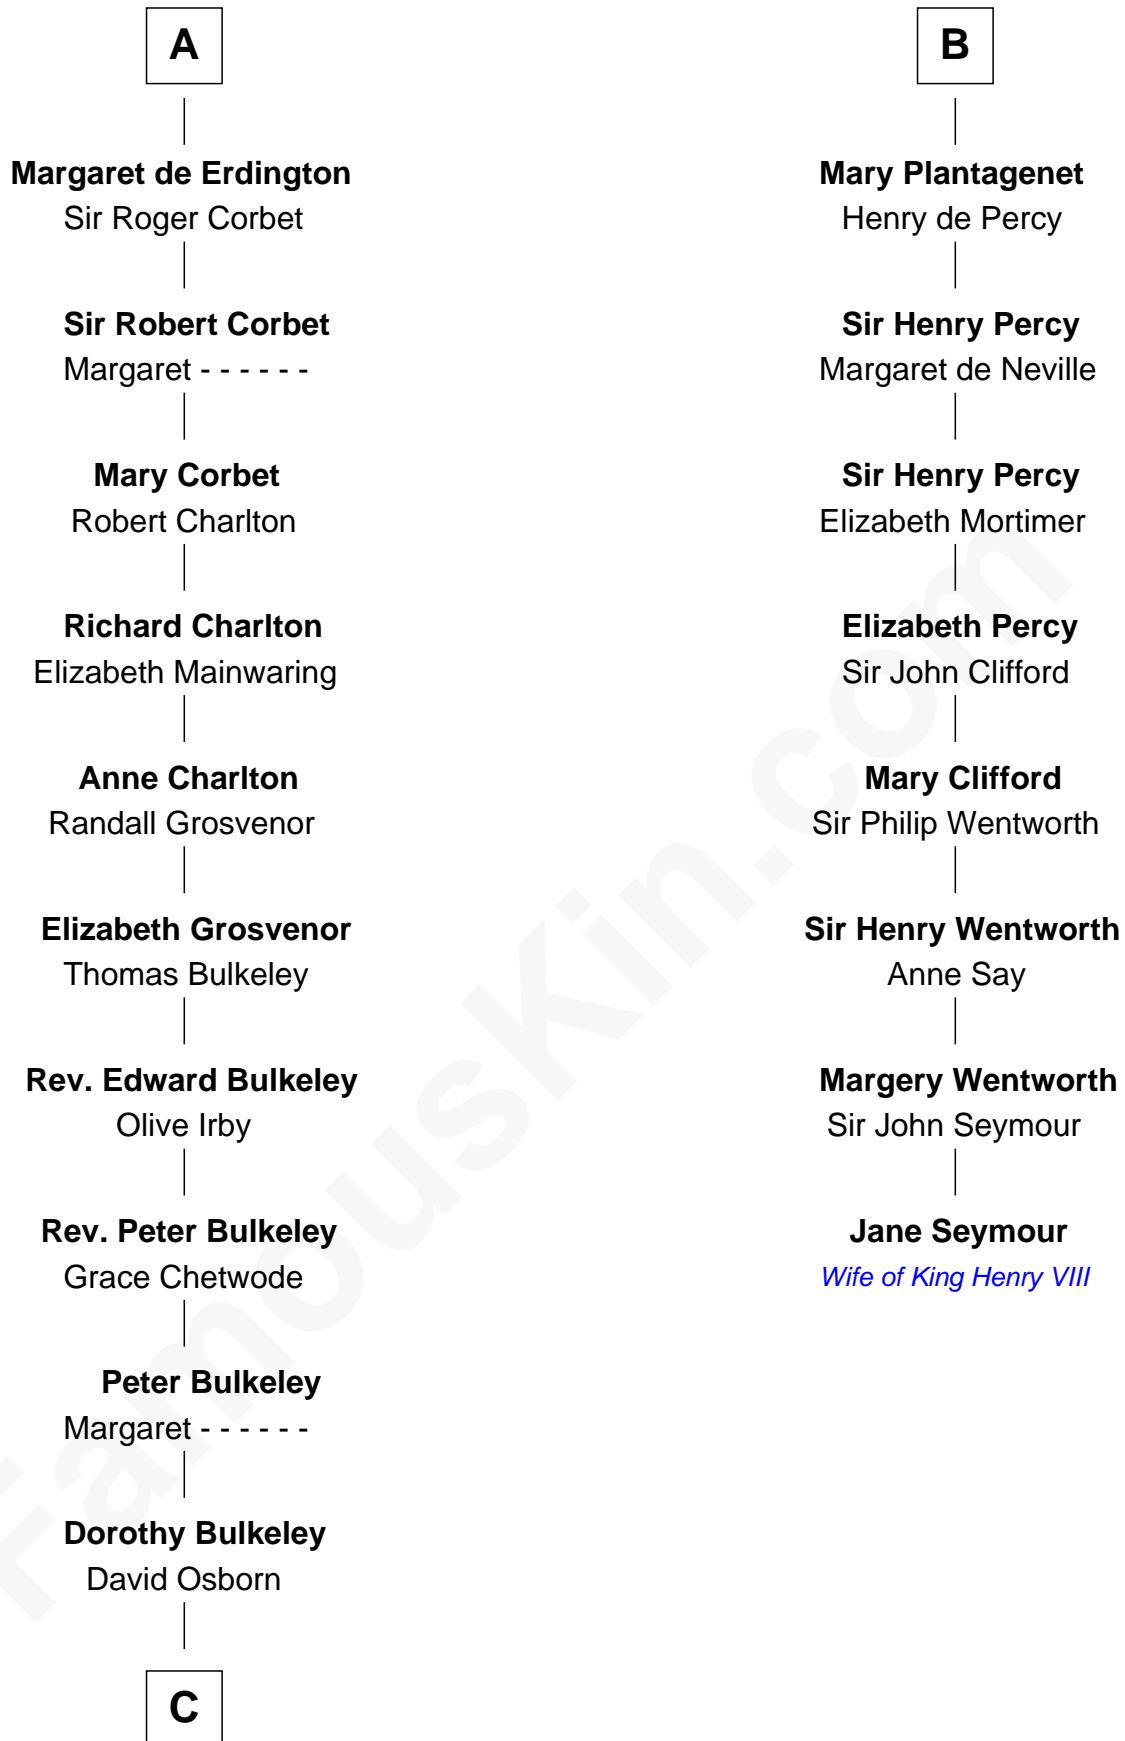 A
Margaret de Erdington
Sir Roger Corbet
Sir Robert Corbet
Margaret - - - - - -
Mary Corbet
Robert Charlton
Richard Charlton
Elizabeth Mainwaring
Anne Charlton
Randall Grosvenor
Elizabeth Grosvenor
Thomas Bulkeley
Rev. Edward Bulkeley
Olive Irby
Rev. Peter Bulkeley
Grace Chetwode
Peter Bulkeley
Margaret - - - - - -
Dorothy Bulkeley
David Osborn
C
B
Mary Plantagenet
Henry de Percy
Sir Henry Percy
Margaret de Neville
Sir Henry Percy
Elizabeth Mortimer
Elizabeth Percy
Sir John Clifford
Mary Clifford
Sir Philip Wentworth
Sir Henry Wentworth
Anne Say
Margery Wentworth
Sir John Seymour
Jane Seymour
Wife of King Henry VIII
FamousKin.com